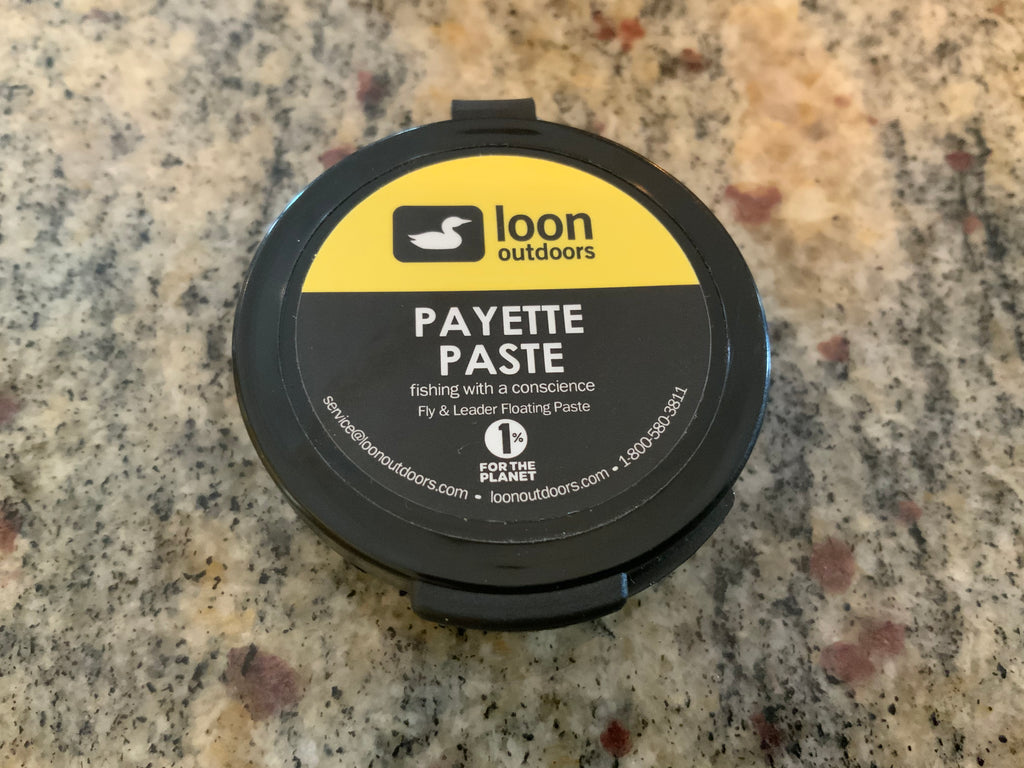 loon
outdoors
PAYETTE
PASTE
fishing with a conscience
Fly & Leader Floating Paste
1%
FOR THE
PLANET
service@loonoutdoors.com • loonoutdoors.com • 1-800-580-3811